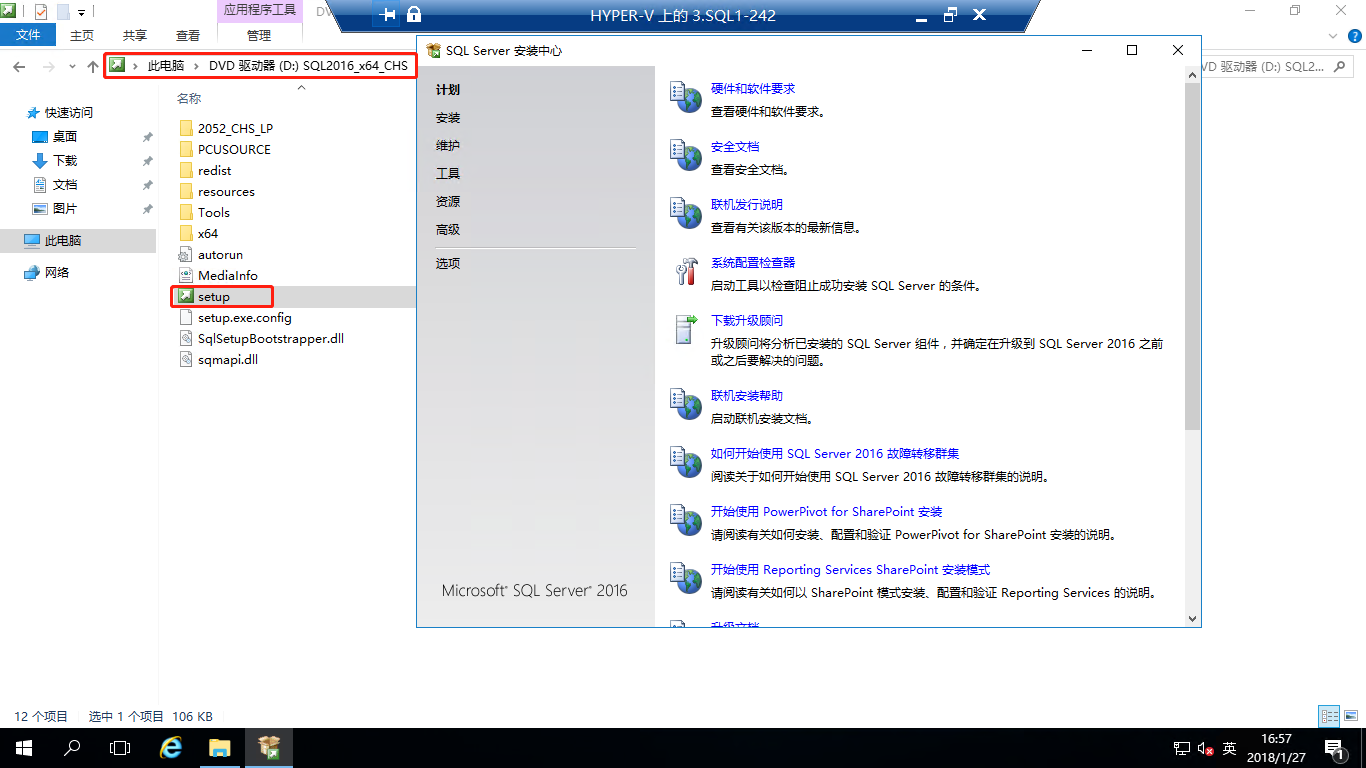 应用程序工具
DV
HYPER-V 上的 3.SQL1-242
文件
主页
共享
查看
管理
此电脑
DVD 驱动器 (D:) SQL2016_x64_CHS
VD 驱动器 (D:) SQL2...
快速访问
桌面
下载
文档
图片
此电脑
网络
名称
2052_CHS_LP
PCUSOURCE
redist
resources
Tools
x64
autorun
MediaInfo
setup
setup.exe.config
SqlSetupBootstrapper.dll
sqmapi.dll
SQL Server 安装中心
计划
安装
维护
工具
资源
高级
选项
Microsoft® SQL Server® 2016
硬件和软件要求
查看硬件和软件要求。
安全文档
查看安全文档。
联机发行说明
查看有关该版本的最新信息。
系统配置检查器
启动工具以检查阻止成功安装 SQL Server 的条件。
下载升级顾问
升级顾问将分析已安装的 SQL Server 组件，并确定在升级到 SQL Server 2016 之前
或之后要解决的问题。
联机安装帮助
启动联机安装文档。
如何开始使用 SQL Server 2016 故障转移群集
阅读关于如何开始使用 SQL Server 2016 故障转移群集的说明。
开始使用 PowerPivot for SharePoint 安装
请阅读有关如何安装、配置和验证 PowerPivot for SharePoint 安装的说明。
开始使用 Reporting Services SharePoint 安装模式
请阅读有关如何以 SharePoint 模式安装、配置和验证 Reporting Services 的说明。
升级文档
12 个项目
选中 1 个项目 106 KB
英
16:57
2018/1/27
1